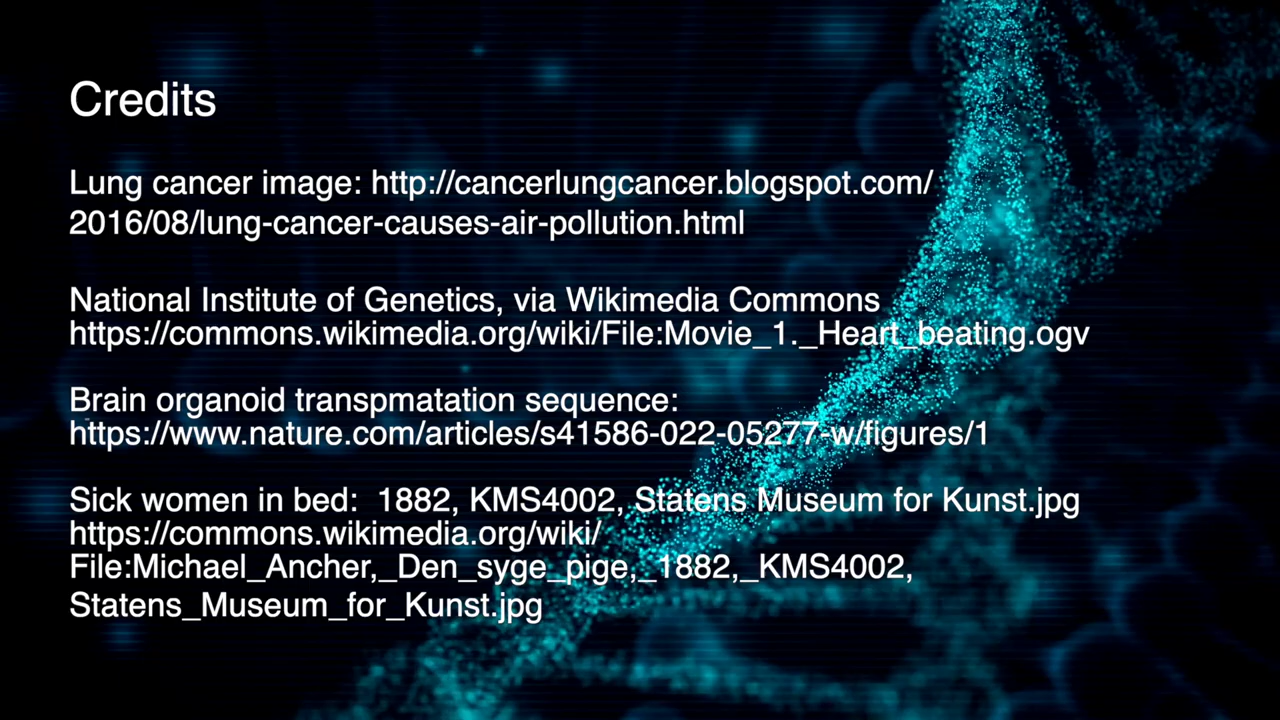 Credits
Lung cancer image: http://cancerlungcancer.blogspot.com/
2016/08/lung-cancer-causes-air-pollution.html
National Institute of Genetics, via Wikimedia Commons
https://commons.wikimedia.org/wiki/File:Movie_1._Heart_beating.ogv
Brain organoid transpmatation sequence:
https://www.nature.com/articles/s41586-022-05277-w/figures/1
Sick women in bed:  1882, KMS4002, Statens Museum for Kunst.jpg
https://commons.wikimedia.org/wiki/
File:Michael_Ancher,_Den_syge_pige,_1882,_KMS4002,
Statens_Museum_for_Kunst.jpg